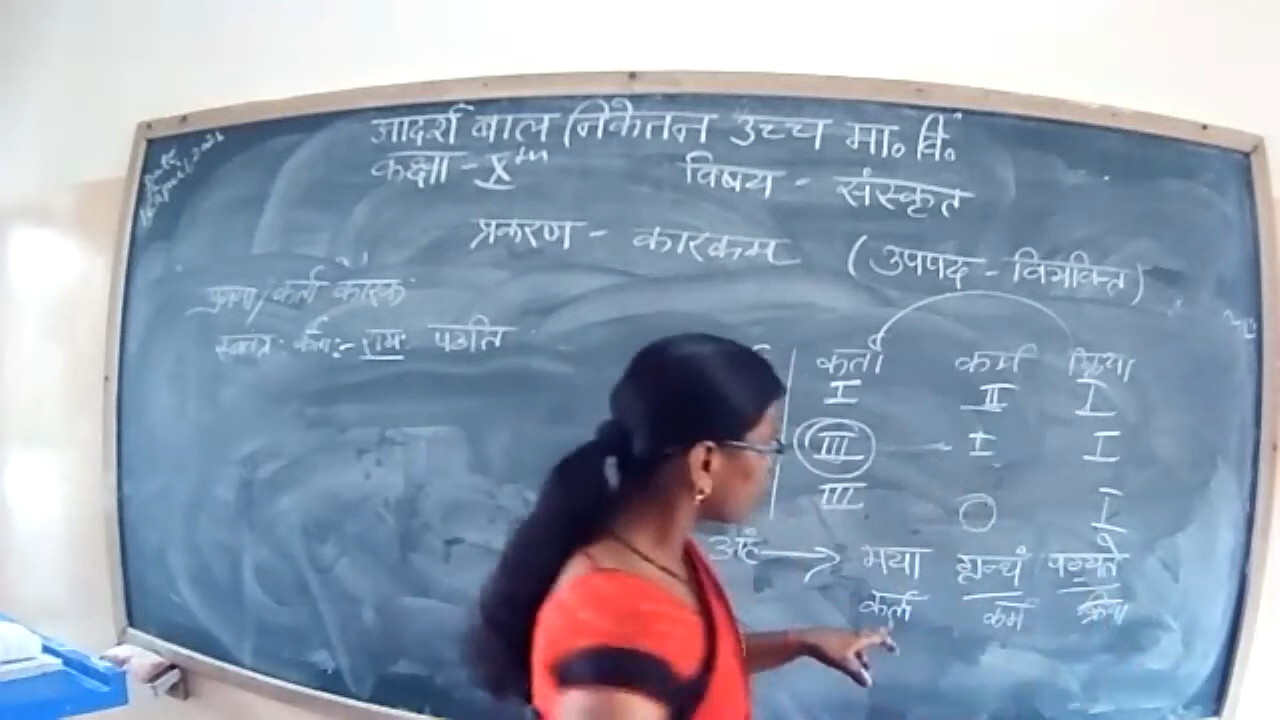 आदर्श बाल निकेतन उच्च मा. वि.
कक्षा - Xth विषय - संस्कृत
प्रकरण - कारकम (उपपद - विभक्ति)
प्रथमा / कर्ता कारक
स्वतंत्र: कर्ता:- राम: पठति
कर्ता कर्म क्रिया
I II I
III I I
III O I
अहं → मया ग्रन्थं पठ्यते
कर्ता कर्म क्रिया